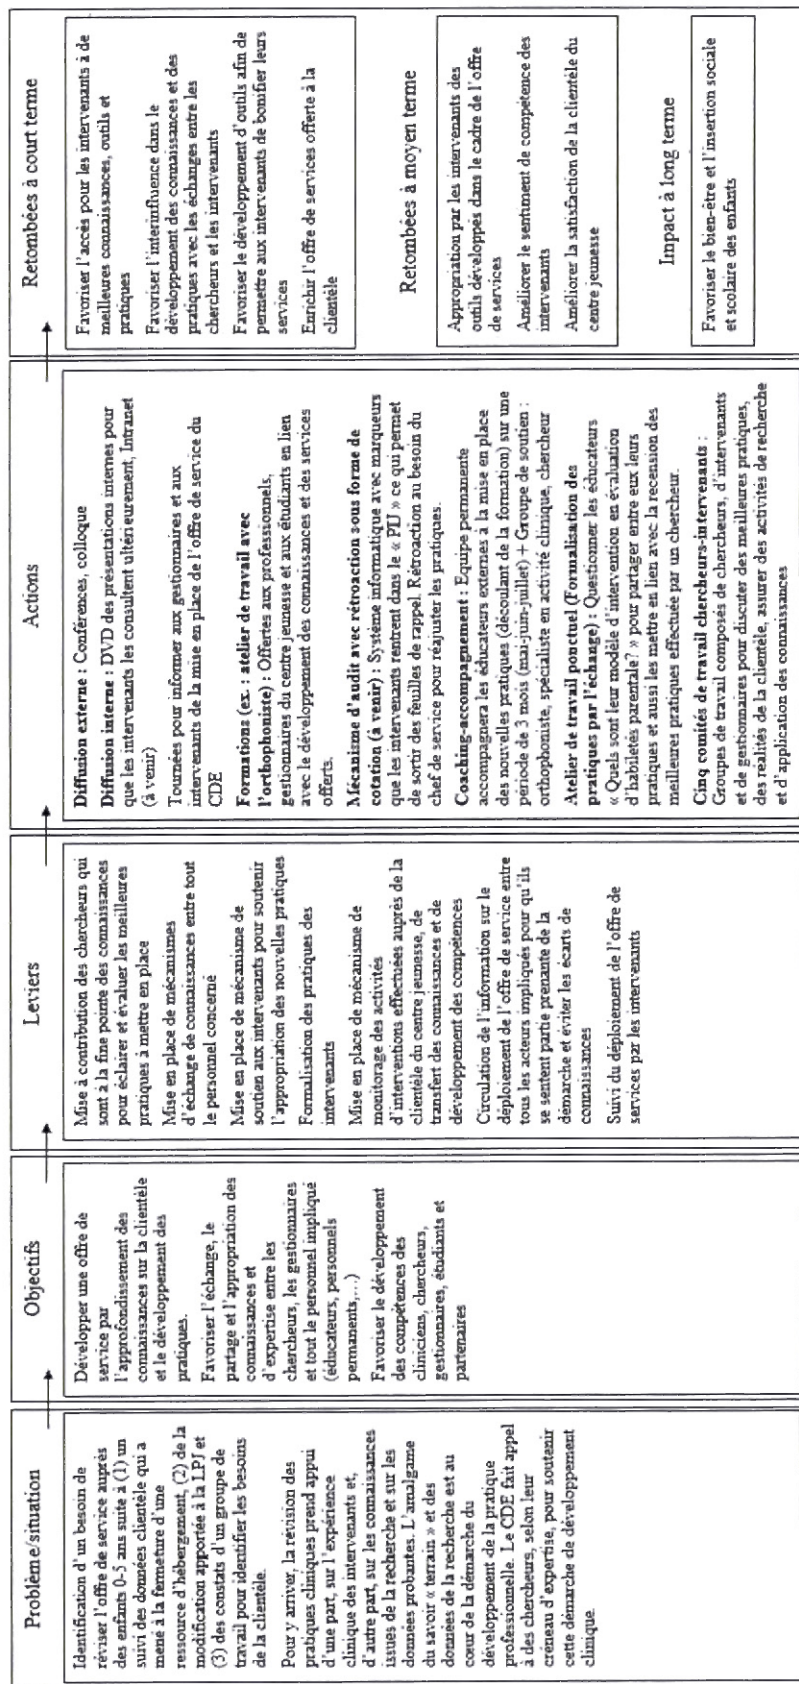 Problème/situation
Identification d'un besoin de
réviser l'offre de service auprès
des enfants 0-5 ans suite à (1) un
suivi des données clientèle qui a
mené à la fermeture d'une
ressource d'hébergement, (2) de la
modification apportée à la LPJ et
(3) des constats d'un groupe de
travail pour identifier les besoins
de la clientèle.
Pour y arriver, la révision des
pratiques cliniques prend appui
d'une part, sur l'expérience
clinique des intervenants et,
d'autre part, sur les connaissances
issues de la recherche et sur les
données probantes. L'amalgame
du savoir « terrain » et des
données de la recherche est au
cœur de la démarche du
développement de la pratique
professionnelle. Le CDE fait appel
à des chercheurs, selon leur
créneau d'expertise, pour soutenir
cette démarche de développement
clinique.
Objectifs
Développer une offre de
service par
l'approfondissement des
connaissances sur la clientèle
et le développement des
pratiques.
Favoriser l'échange, le
partage et l'appropriation des
connaissances et
d'expertise entre les
chercheurs, les gestionnaires
et tout le personnel impliqué
(éducateurs, personnels
permanents,…)
Favoriser le développement
des compétences des
cliniciens, chercheurs,
gestionnaires, étudiants et
partenaires
Leviers
Mise à contribution des chercheurs qui
sont à la fine pointe des connaissances
pour éclairer et évaluer les meilleures
pratiques à mettre en place
Mise en place de mécanismes
d'échange de connaissances entre tout
le personnel concerné
Mise en place de mécanisme de
soutien aux intervenants pour soutenir
l'appropriation des nouvelles pratiques
Formalisation des pratiques des
intervenants
Mise en place de mécanisme de
monitorage des activités
d'interventions effectuées auprès de la
clientèle du centre jeunesse, de
transfert des connaissances et de
développement des compétences
Circulation de l'information sur le
déploiement de l'offre de service entre
tous les acteurs impliqués pour qu'ils
se sentent partie prenante de la
démarche et éviter les écarts de
connaissances
Suivi du déploiement de l'offre de
services par les intervenants
Actions
Diffusion externe : Conférences, colloque
Diffusion interne : DVD des présentations internes pour
que les intervenants les consultent ultérieurement, Intranet
(à venir)
Tournées pour informer aux gestionnaires et aux
intervenants de la mise en place de l'offre de service du
CDE
Formations (ex. : atelier de travail avec
l'orthophoniste) : Offertes aux professionnels,
gestionnaires du centre jeunesse et aux étudiants en lien
avec le développement des connaissances et des services
offerts.
Mécanisme d'audit avec rétroaction sous forme de
cotation (à venir) : Système informatique avec marqueurs
que les intervenants rentrent dans le « PIJ » ce qui permet
de sortir des feuilles de rappel. Rétroaction au besoin du
chef de service pour réajuster les pratiques.
Coaching-accompagnement : Equipe permanente
accompagnera les éducateurs externes à la mise en place
des nouvelles pratiques (découlant de la formation) sur une
période de 3 mois (mai-juin-juillet) + Groupe de soutien :
orthophoniste, spécialiste en activité clinique, chercheur
Atelier de travail ponctuel (Formalisation des
pratiques par l'échange) : Questionner les éducateurs
« Quels sont leur modèle d'intervention en évaluation
d'habiletés parentale? » pour partager entre eux leurs
pratiques et aussi les mettre en lien avec la recension des
meilleures pratiques effectuée par un chercheur.
Cinq comités de travail chercheurs-intervenants :
Groupes de travail composés de chercheurs, d'intervenants
et de gestionnaires pour discuter des meilleures pratiques,
des réalités de la clientèle, assurer des activités de recherche
et d'application des connaissances
Retombées à court terme
Favoriser l'accès pour les intervenants à de
meilleures connaissances, outils et
pratiques
Favoriser l'interinfluence dans le
développement des connaissances et des
pratiques avec les échanges entre les
chercheurs et les intervenants
Favoriser le développement d'outils afin de
permettre aux intervenants de bonifier leurs
services
Enrichir l'offre de services offerte à la
clientèle
Retombées à moyen terme
Appropriation par les intervenants des
outils développés dans le cadre de l'offre
de services
Améliorer le sentiment de compétence des
intervenants
Améliorer la satisfaction de la clientèle du
centre jeunesse
Impact à long terme
Favoriser le bien-être et l'insertion sociale
et scolaire des enfants